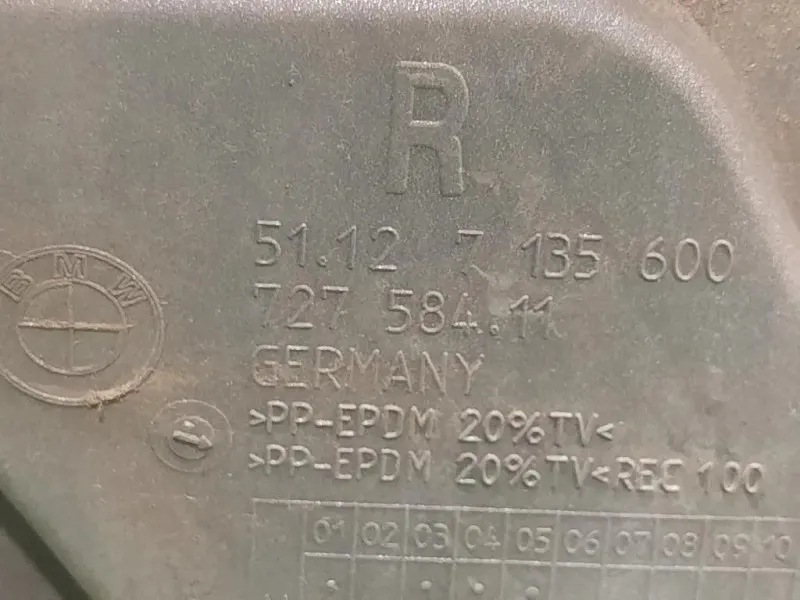 R
51.12 7 135 600
BMW
727 584.11
GERMANY
>PP-EPDM 20%TV<
>PP-EPDM 20%TV<REC 100
01 02 03 04 05 06 07 08 09 10